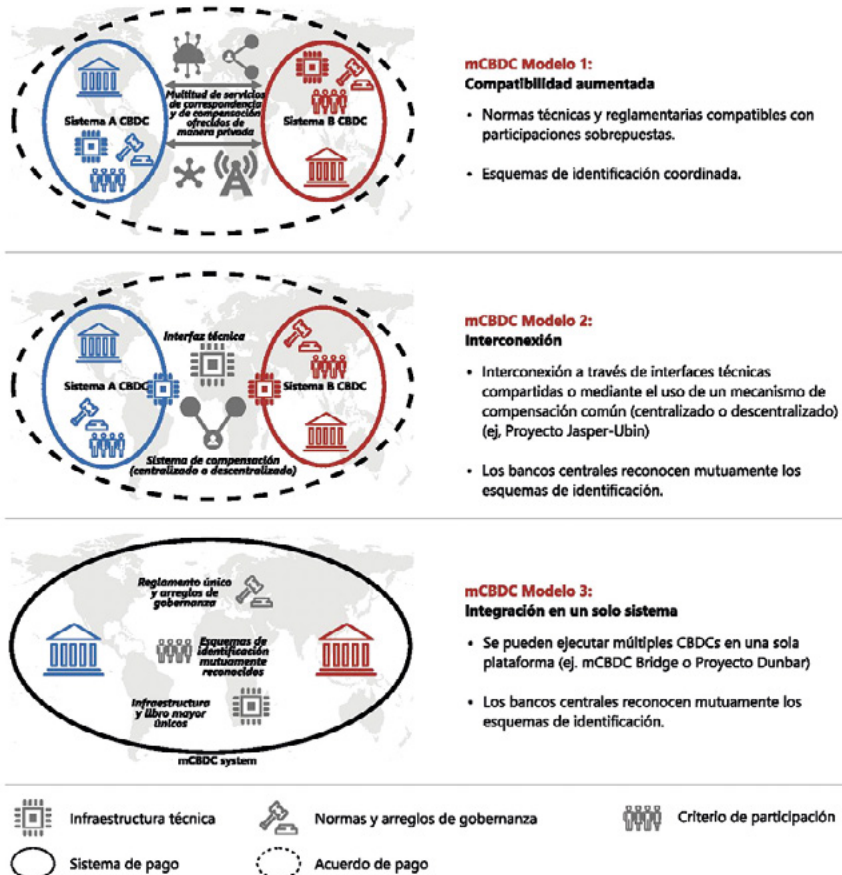 Multitud de servicios
de correspondencia
y de compensación
ofrecidos de
manera privada
Sistema A CBDC
Sistema B CBDC
mCBDC Modelo 1:
Compatibilidad aumentada
• Normas técnicas y reglamentarias compatibles con
participaciones sobrepuestas.
• Esquemas de identificación coordinada.
Interfaz técnica
Sistema A CBDC
Sistema B CBDC
Sistema de compensación
(centralizado o descentralizado)
mCBDC Modelo 2:
Interconexión
• Interconexión a través de interfaces técnicas
compartidas o mediante el uso de un mecanismo de
compensación común (centralizado o descentralizado)
(ej, Proyecto Jasper-Ubin)
• Los bancos centrales reconocen mutuamente los
esquemas de identificación.
Reglamento único
y arreglos de
gobernanza
Esquemas de
identificación
mutuamente
reconocidos
Infraestructura
y libro mayor
únicos
mCBDC system
mCBDC Modelo 3:
Integración en un solo sistema
• Se pueden ejecutar múltiples CBDCs en una sola
plataforma (ej. mCBDC Bridge o Proyecto Dunbar)
• Los bancos centrales reconocen mutuamente los
esquemas de identificación.
Infraestructura técnica
Normas y arreglos de gobernanza
Criterio de participación
Sistema de pago
Acuerdo de pago